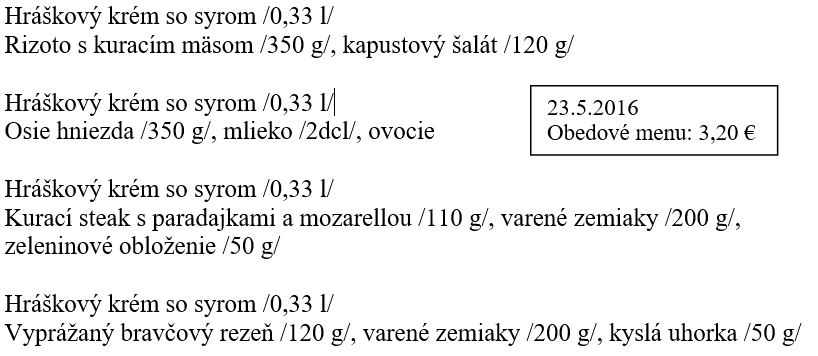 Hráškový krém so syrom /0,33 l/
Rizoto s kuracím mäsom /350 g/, kapustový šalát /120 g/
Hráškový krém so syrom /0,33 l/
Osie hniezda /350 g/, mlieko /2dcl/, ovocie
23.5.2016
Obedové menu: 3,20 €
Hráškový krém so syrom /0,33 l/
Kurací steak s paradajkami a mozarellou /110 g/, varené zemiaky /200 g/,
zeleninové obloženie /50 g/
Hráškový krém so syrom /0,33 l/
Vyprážaný bravčový rezeň /120 g/, varené zemiaky /200 g/, kyslá uhorka /50 g/